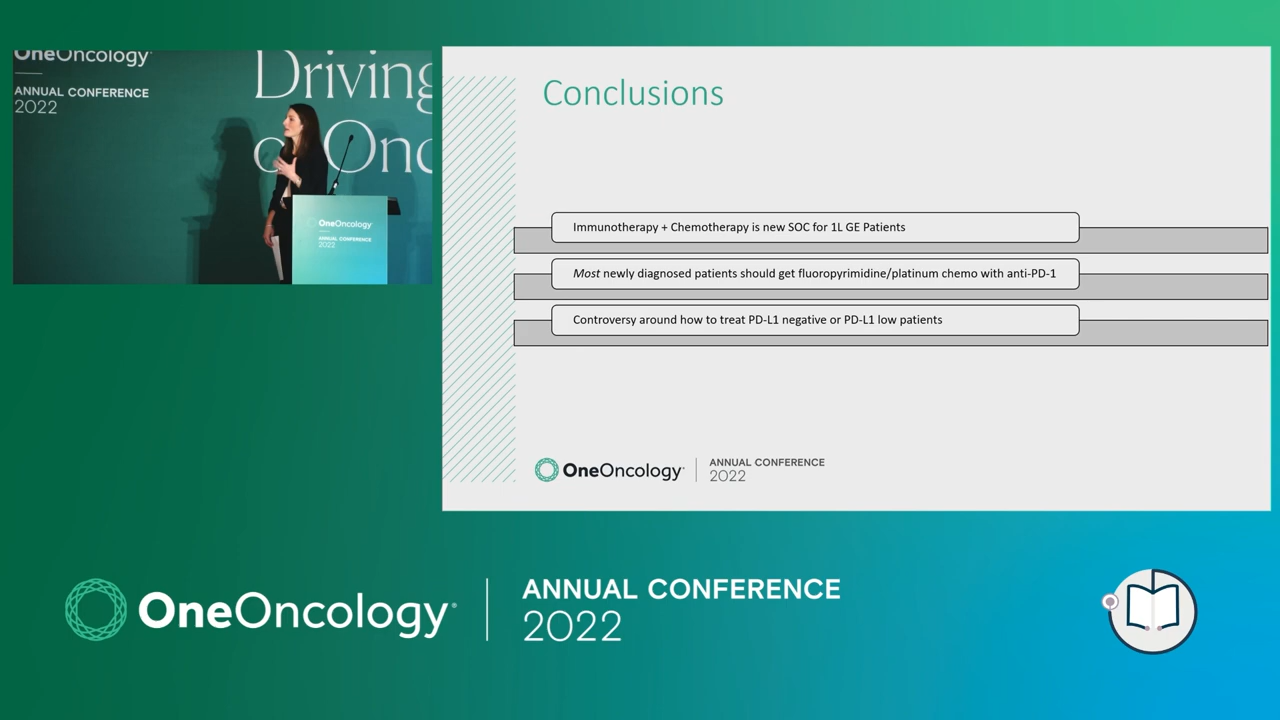 OneOncology
ANNUAL CONFERENCE
2022
Driving
OneOncology
ANNUAL CONFERENCE
2022
Conclusions
Immunotherapy + Chemotherapy is new SOC for 1L GE Patients
Most newly diagnosed patients should get fluoropyrimidine/platinum chemo with anti-PD-1
Controversy around how to treat PD-L1 negative or PD-L1 low patients
OneOncology
ANNUAL CONFERENCE
2022
OneOncology
ANNUAL CONFERENCE
2022